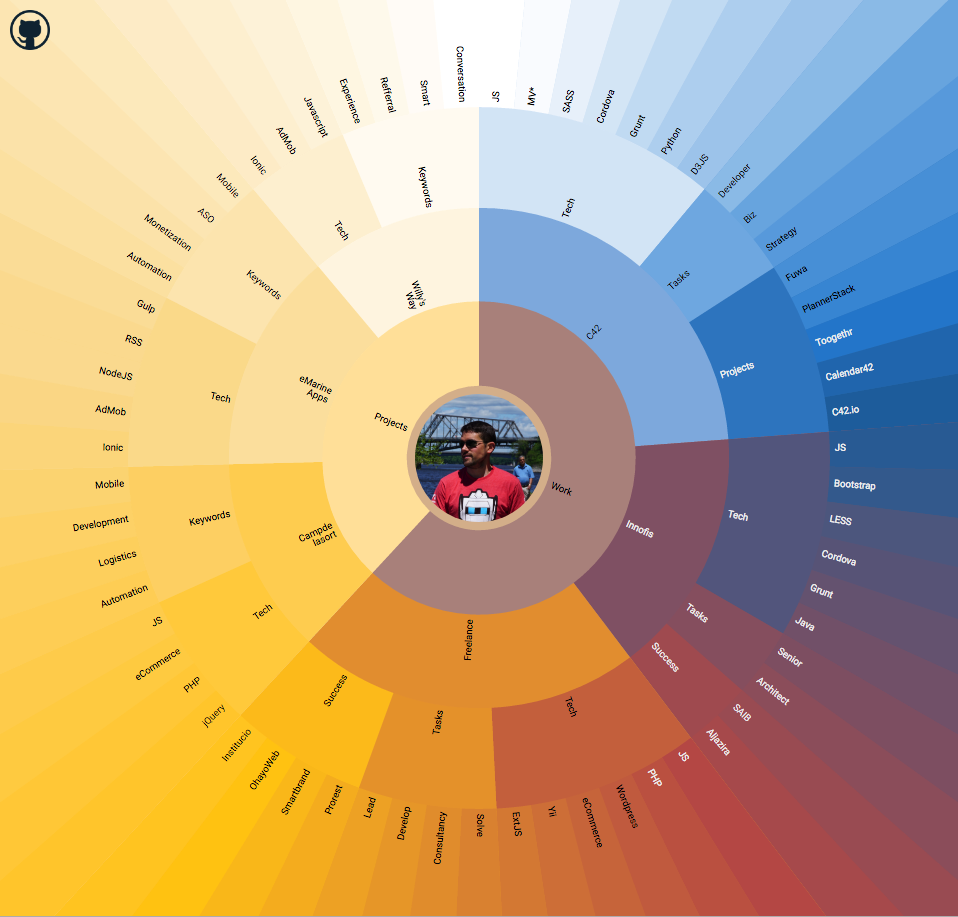 Work
Projects
C42
Innofis
Freelance
Campde
lasort
eMarine
Apps
Willy's
Way
Tech
Tasks
Projects
Tech
Tasks
Success
Tech
Tasks
Success
Tech
Keywords
Tech
Keywords
Tech
Keywords
JS
MV*
SASS
Cordova
Grunt
Python
D3JS
Developer
Biz
Strategy
Fuwa
PlannerStack
Toogethr
Calendar42
C42.io
JS
Bootstrap
LESS
Cordova
Grunt
Java
Senior
Architect
SAIB
Aljazira
JS
PHP
Wordpress
eCommerce
Yii
ExtJS
Solve
Consultancy
Develop
Lead
Prorest
Smartbrand
OhayoWeb
Institucio
jQuery
PHP
eCommerce
JS
Automation
Logistics
Development
Mobile
Ionic
AdMob
NodeJS
RSS
Gulp
Automation
Monetization
ASO
Mobile
Ionic
AdMob
Javascript
Experience
Refferral
Smart
Conversation